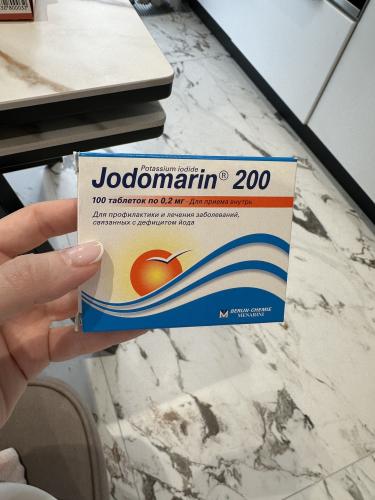 Potassium iodide
Jodomarin® 200
100 таблеток по 0,2 мг - Для приема внутрь
Для профилактики и лечения заболеваний,
связанных с дефицитом йода
BERLIN-CHEMIE
MENARINI